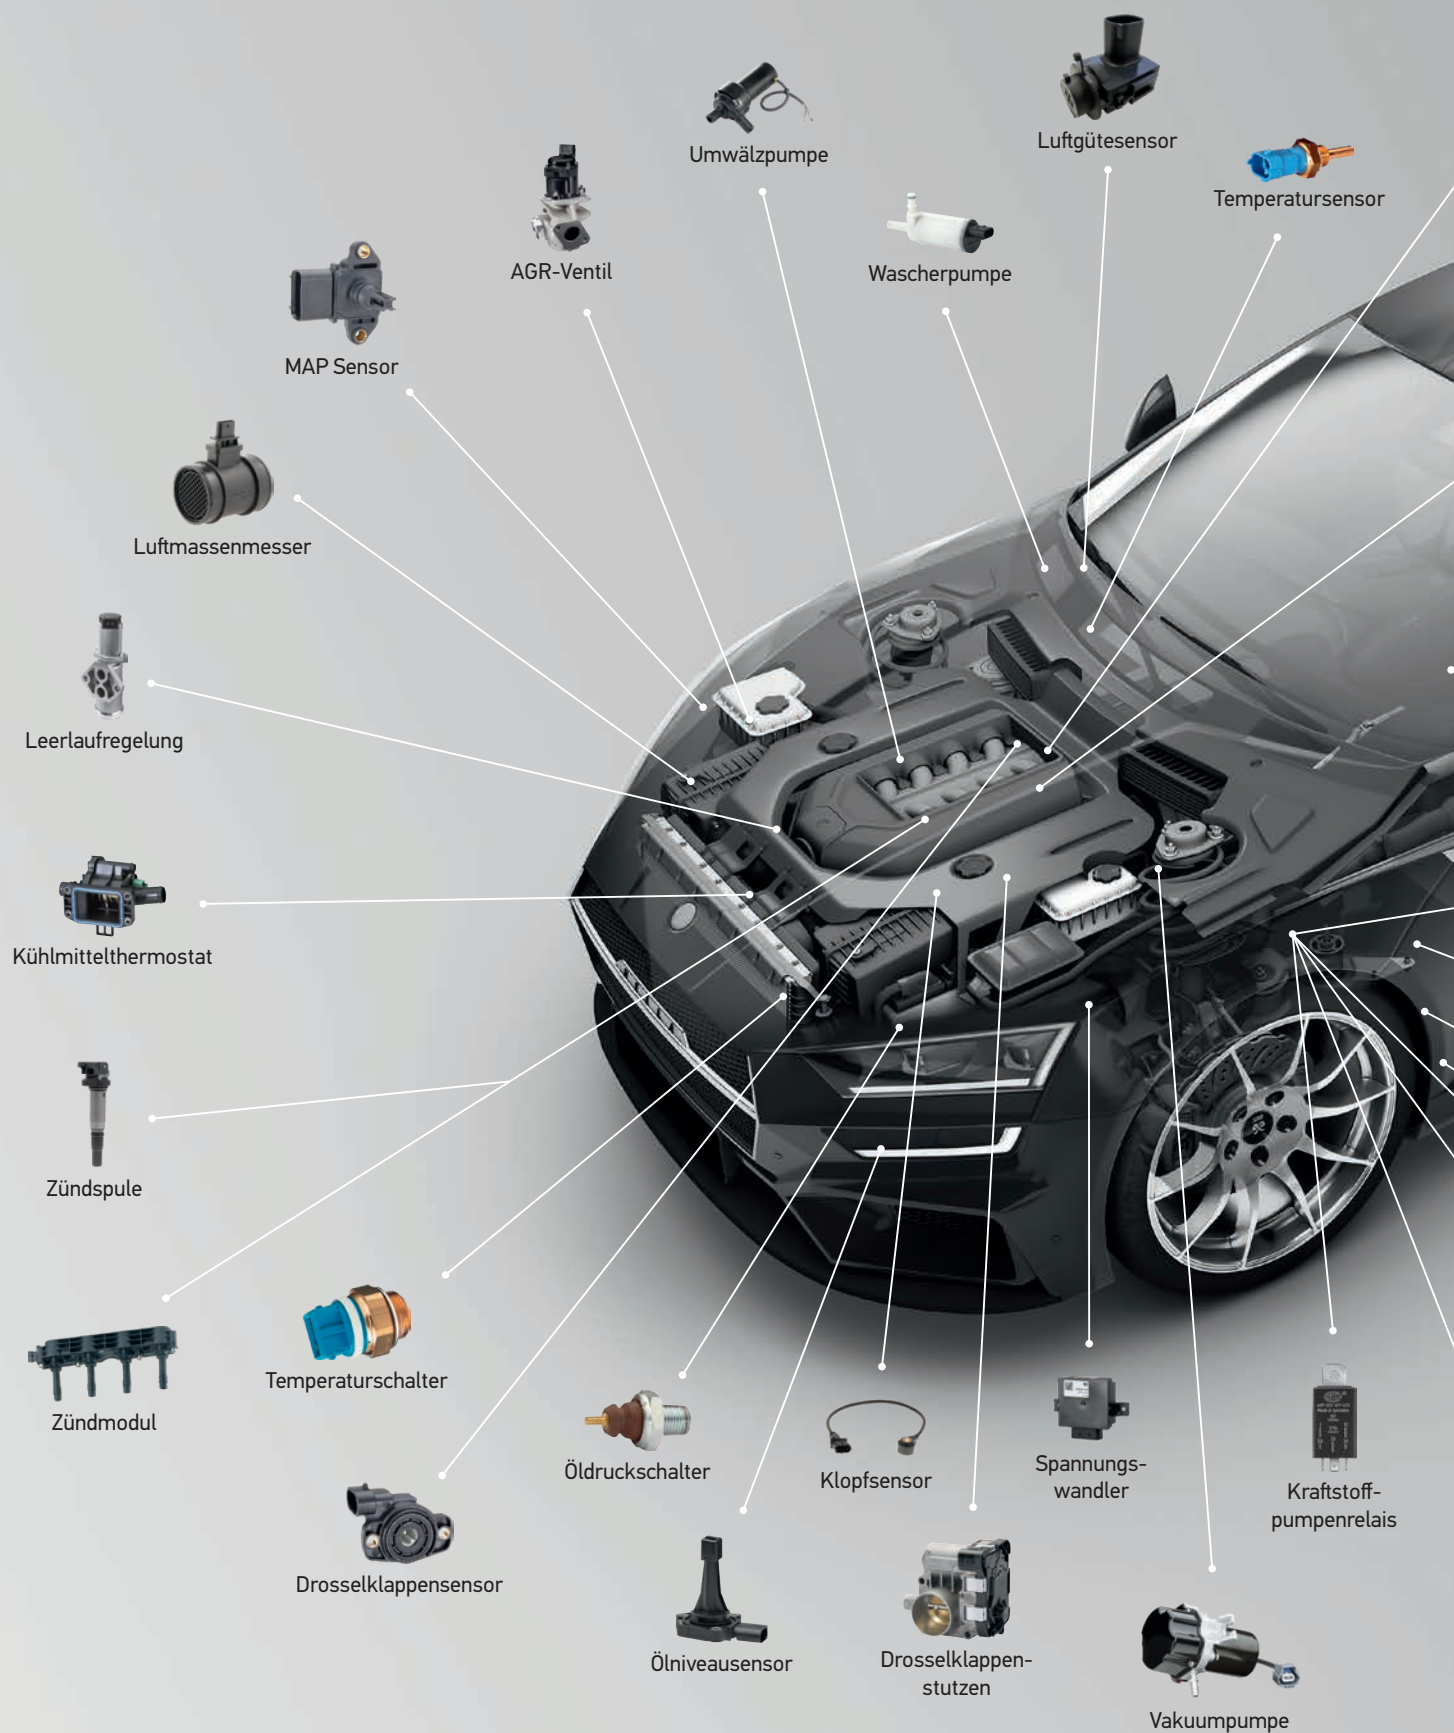 Luftgütesensor
Umwälzpumpe
Temperatursensor
AGR-Ventil
Wascherpumpe
MAP Sensor
Luftmassenmesser
Leerlaufregelung
Kühlmittelthermostat
Zündspule
Temperaturschalter
Zündmodul
Öldruckschalter
Klopfsensor
Spannungs-
wandler
Kraftstoff-
pumpenrelais
Drosselklappensensor
Ölniveausensor
Drosselklappen-
stutzen
Vakuumpumpe